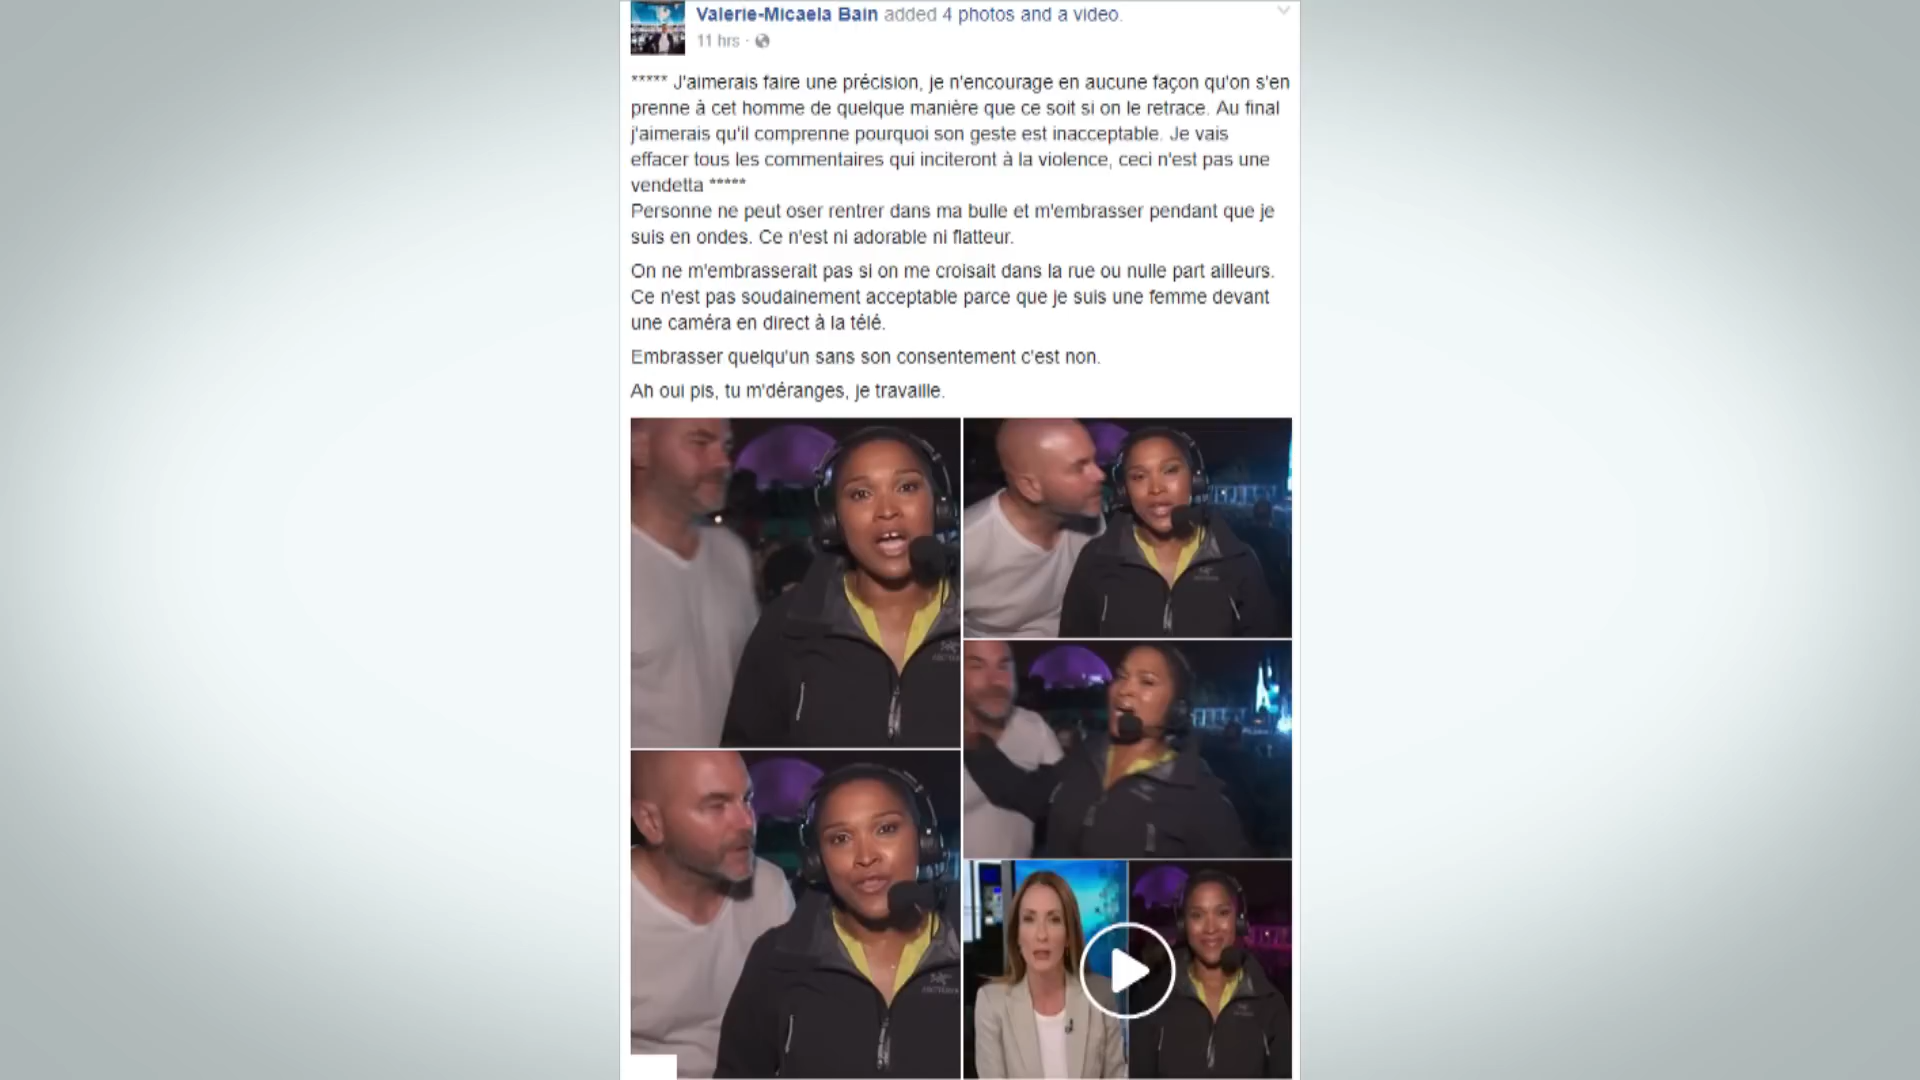 Valerie-Micaela Bain added 4 photos and a video.
11 hrs ·
***** J'aimerais faire une précision, je n'encourage en aucune façon qu'on s'en
prenne à cet homme de quelque manière que ce soit si on le retrace. Au final
j'aimerais qu'il comprenne pourquoi son geste est inacceptable. Je vais
effacer tous les commentaires qui inciteront à la violence, ceci n'est pas une
vendetta *****
Personne ne peut oser rentrer dans ma bulle et m'embrasser pendant que je
suis en ondes. Ce n'est ni adorable ni flatteur.
On ne m'embrasserait pas si on me croisait dans la rue ou nulle part ailleurs.
Ce n'est pas soudainement acceptable parce que je suis une femme devant
une caméra en direct à la télé.
Embrasser quelqu'un sans son consentement c'est non.
Ah oui pis, tu m'déranges, je travaille.